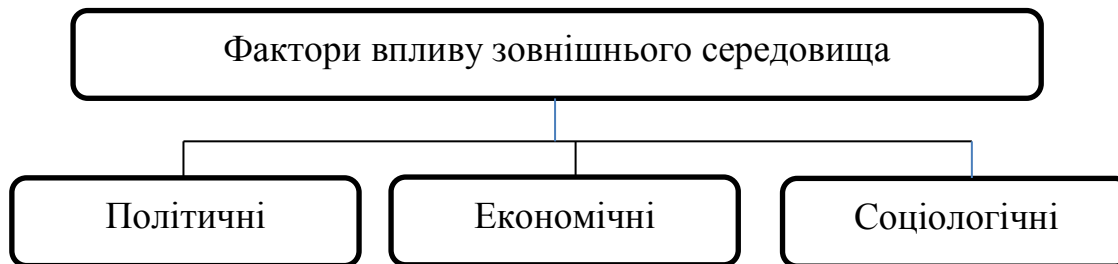 Фактори впливу зовнішнього середовища
Політичні
Економічні
Соціологічні